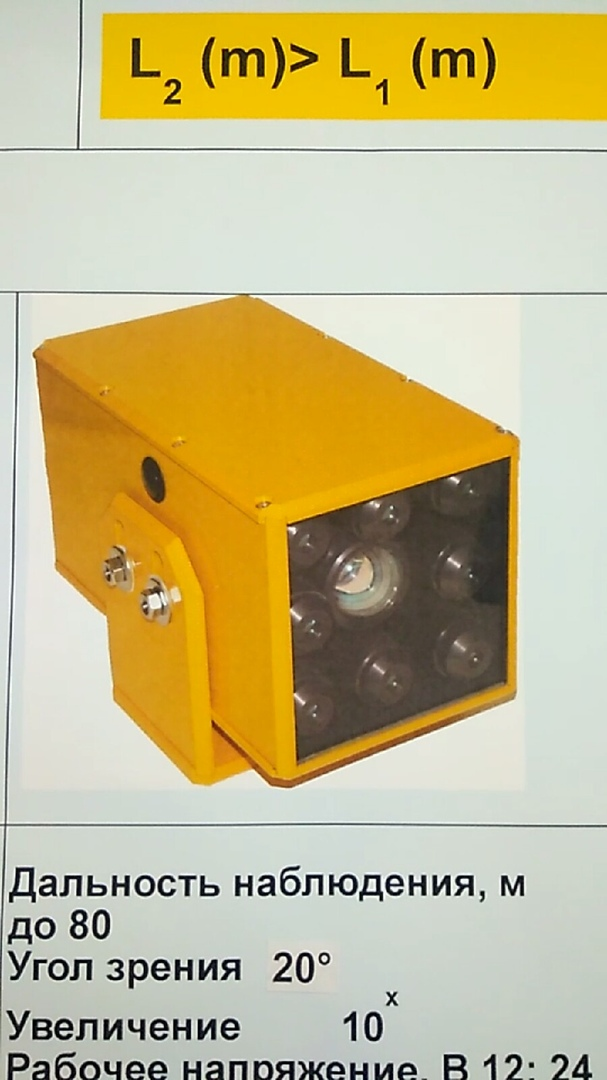 L₂ (m)> L₁ (m)
Дальность наблюдения, м
до 80
Угол зрения 20°
Увеличение 10ˣ
Рабочее напряжение, В 12; 24